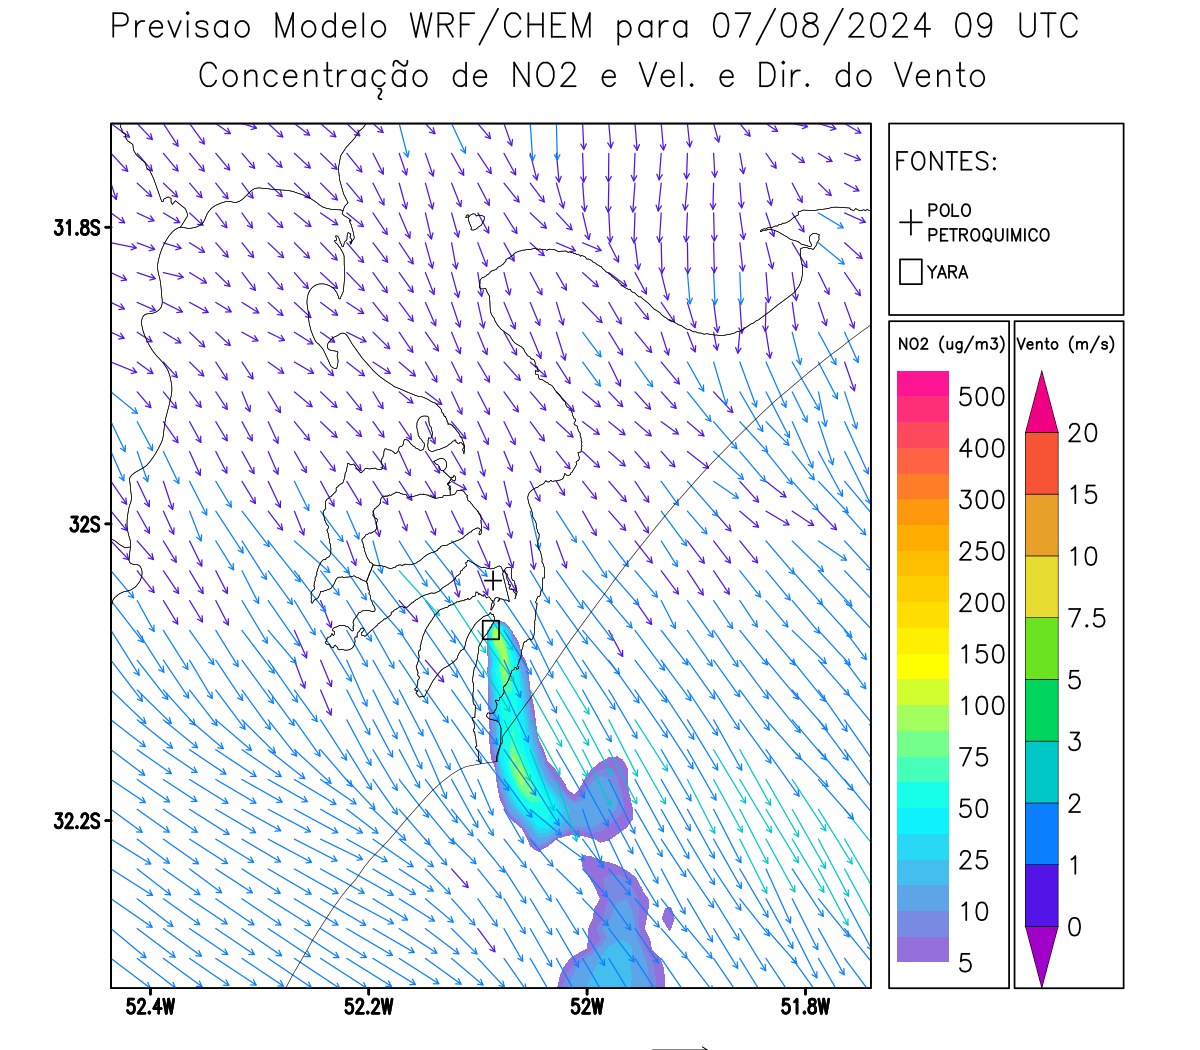 Previsao Modelo WRF/CHEM para 07/08/2024 09 UTC
Concentração de NO2 e Vel. e Dir. do Vento
FONTES:
POLO
PETROQUIMICO
YARA
NO2 (ug/m3)
500
400
300
250
200
150
100
75
50
25
10
5
Vento (m/s)
20
15
10
7.5
5
3
2
1
0
31.8S
32S
32.2S
52.4W
52.2W
52W
51.8W